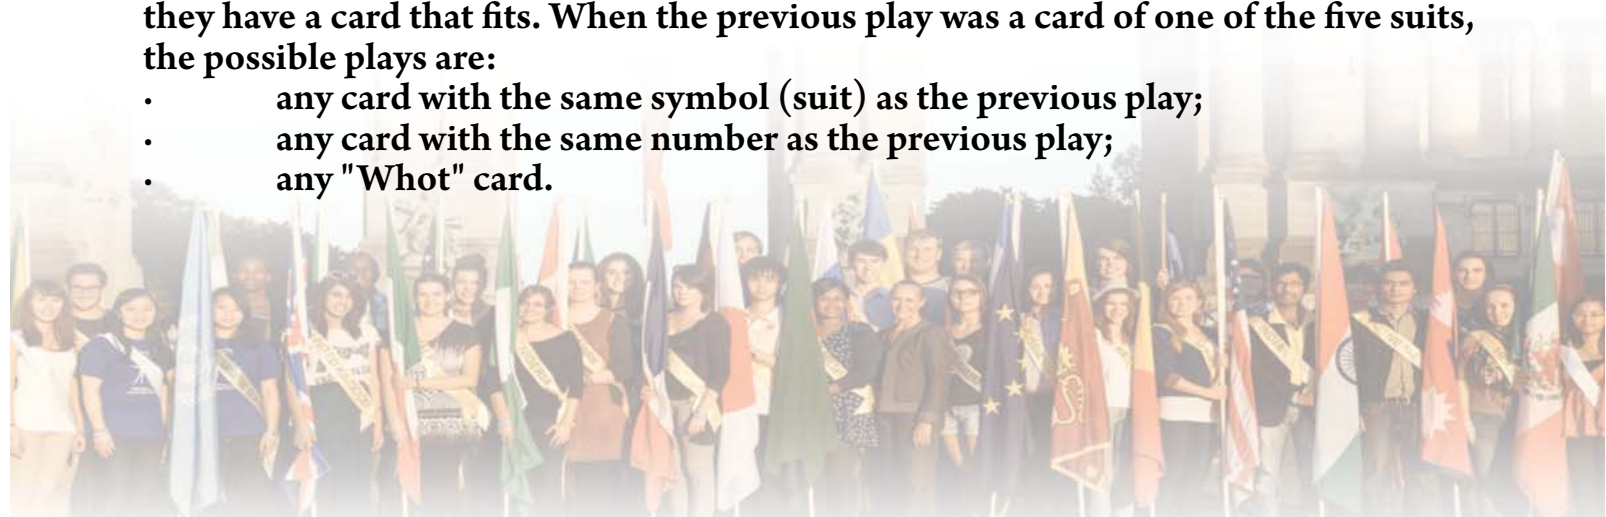 they have a card that fits. When the previous play was a card of one of the five suits,
the possible plays are:
· any card with the same symbol (suit) as the previous play;
· any card with the same number as the previous play;
· any "Whot" card.